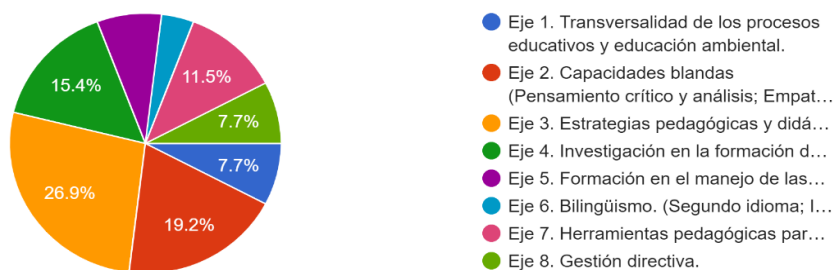 15.4%
11.5%
7.7%
7.7%
26.9%
19.2%
Eje 1. Transversalidad de los procesos
educativos y educación ambiental.
Eje 2. Capacidades blandas
(Pensamiento crítico y análisis; Empat…
Eje 3. Estrategias pedagógicas y didá…
Eje 4. Investigación en la formación d…
Eje 5. Formación en el manejo de las…
Eje 6. Bilingüismo. (Segundo idioma; I…
Eje 7. Herramientas pedagógicas par…
Eje 8. Gestión directiva.